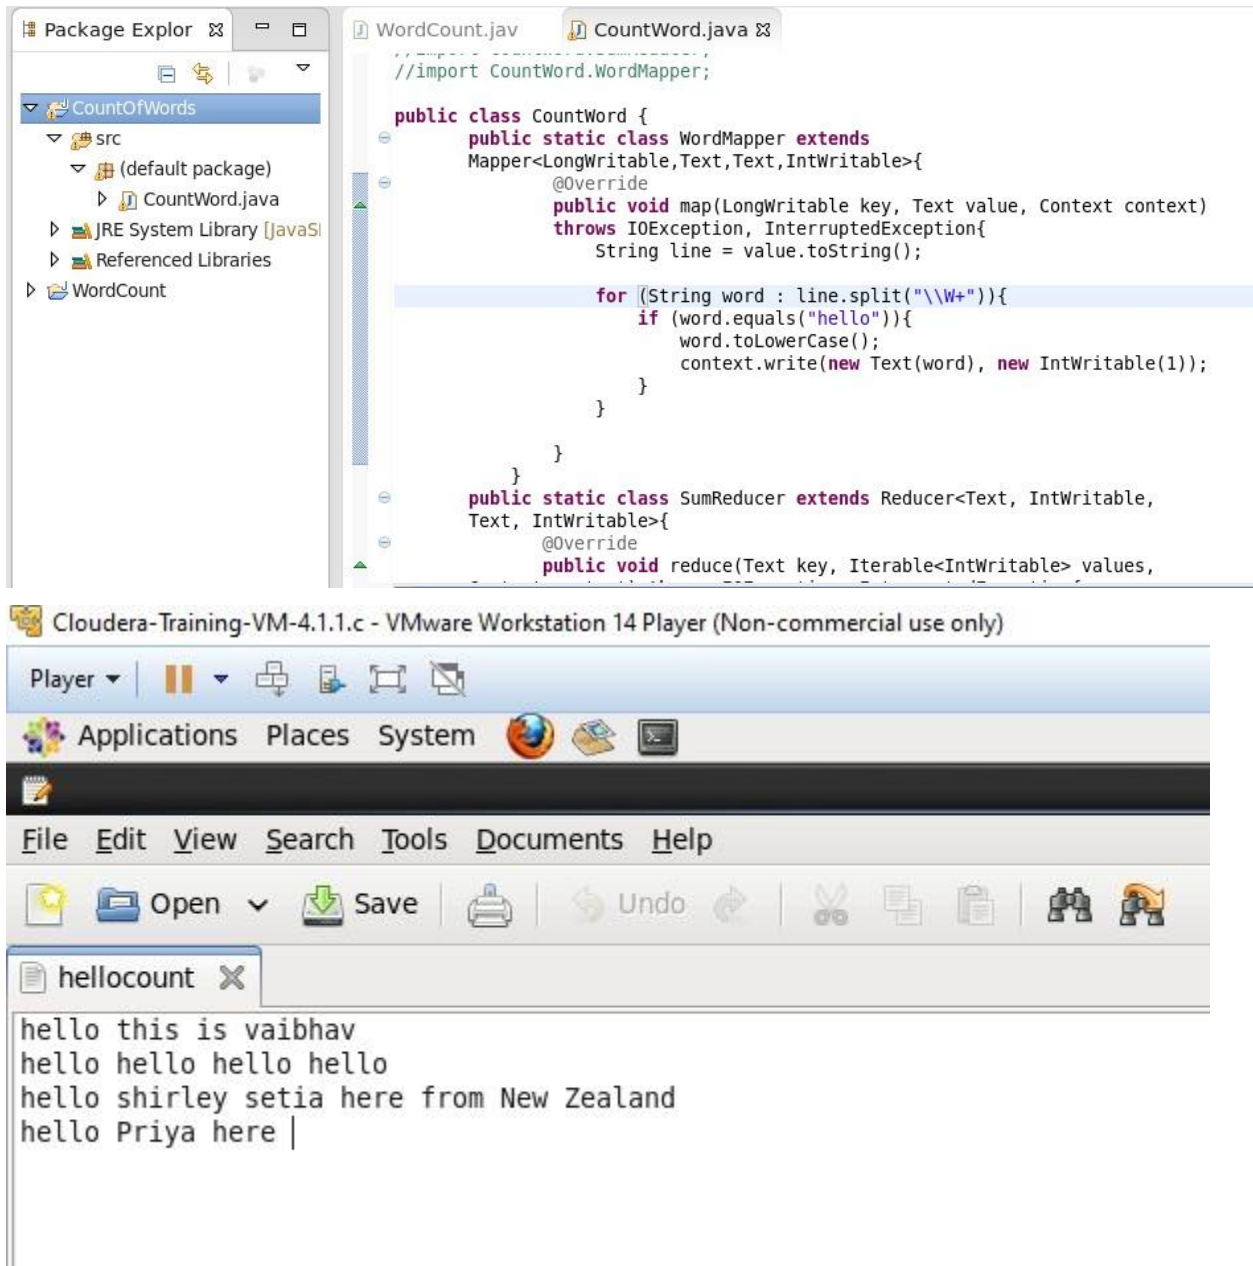 Package Explor
WordCount.jav
CountWord.java
//import CountWord.SumReducer;
//import CountWord.WordMapper;
CountOfWords
src
(default package)
CountWord.java
JRE System Library [JavaSI
Referenced Libraries
WordCount
public class CountWord {
public static class WordMapper extends
Mapper<LongWritable,Text,Text,IntWritable>{
@Override
public void map(LongWritable key, Text value, Context context)
throws IOException, InterruptedException{
String line = value.toString();
for (String word : line.split("\\W+")){
if (word.equals("hello")){
word.toLowerCase();
context.write(new Text(word), new IntWritable(1));
}
}
}
}
public static class SumReducer extends Reducer<Text, IntWritable,
Text, IntWritable>{
@Override
public void reduce(Text key, Iterable<IntWritable> values,
Cloudera-Training-VM-4.1.1.c - VMware Workstation 14 Player (Non-commercial use only)
Player
Applications Places System
File Edit View Search Tools Documents Help
Open Save Undo
hellocount
hello this is vaibhav
hello hello hello hello
hello shirley setia here from New Zealand
hello Priya here